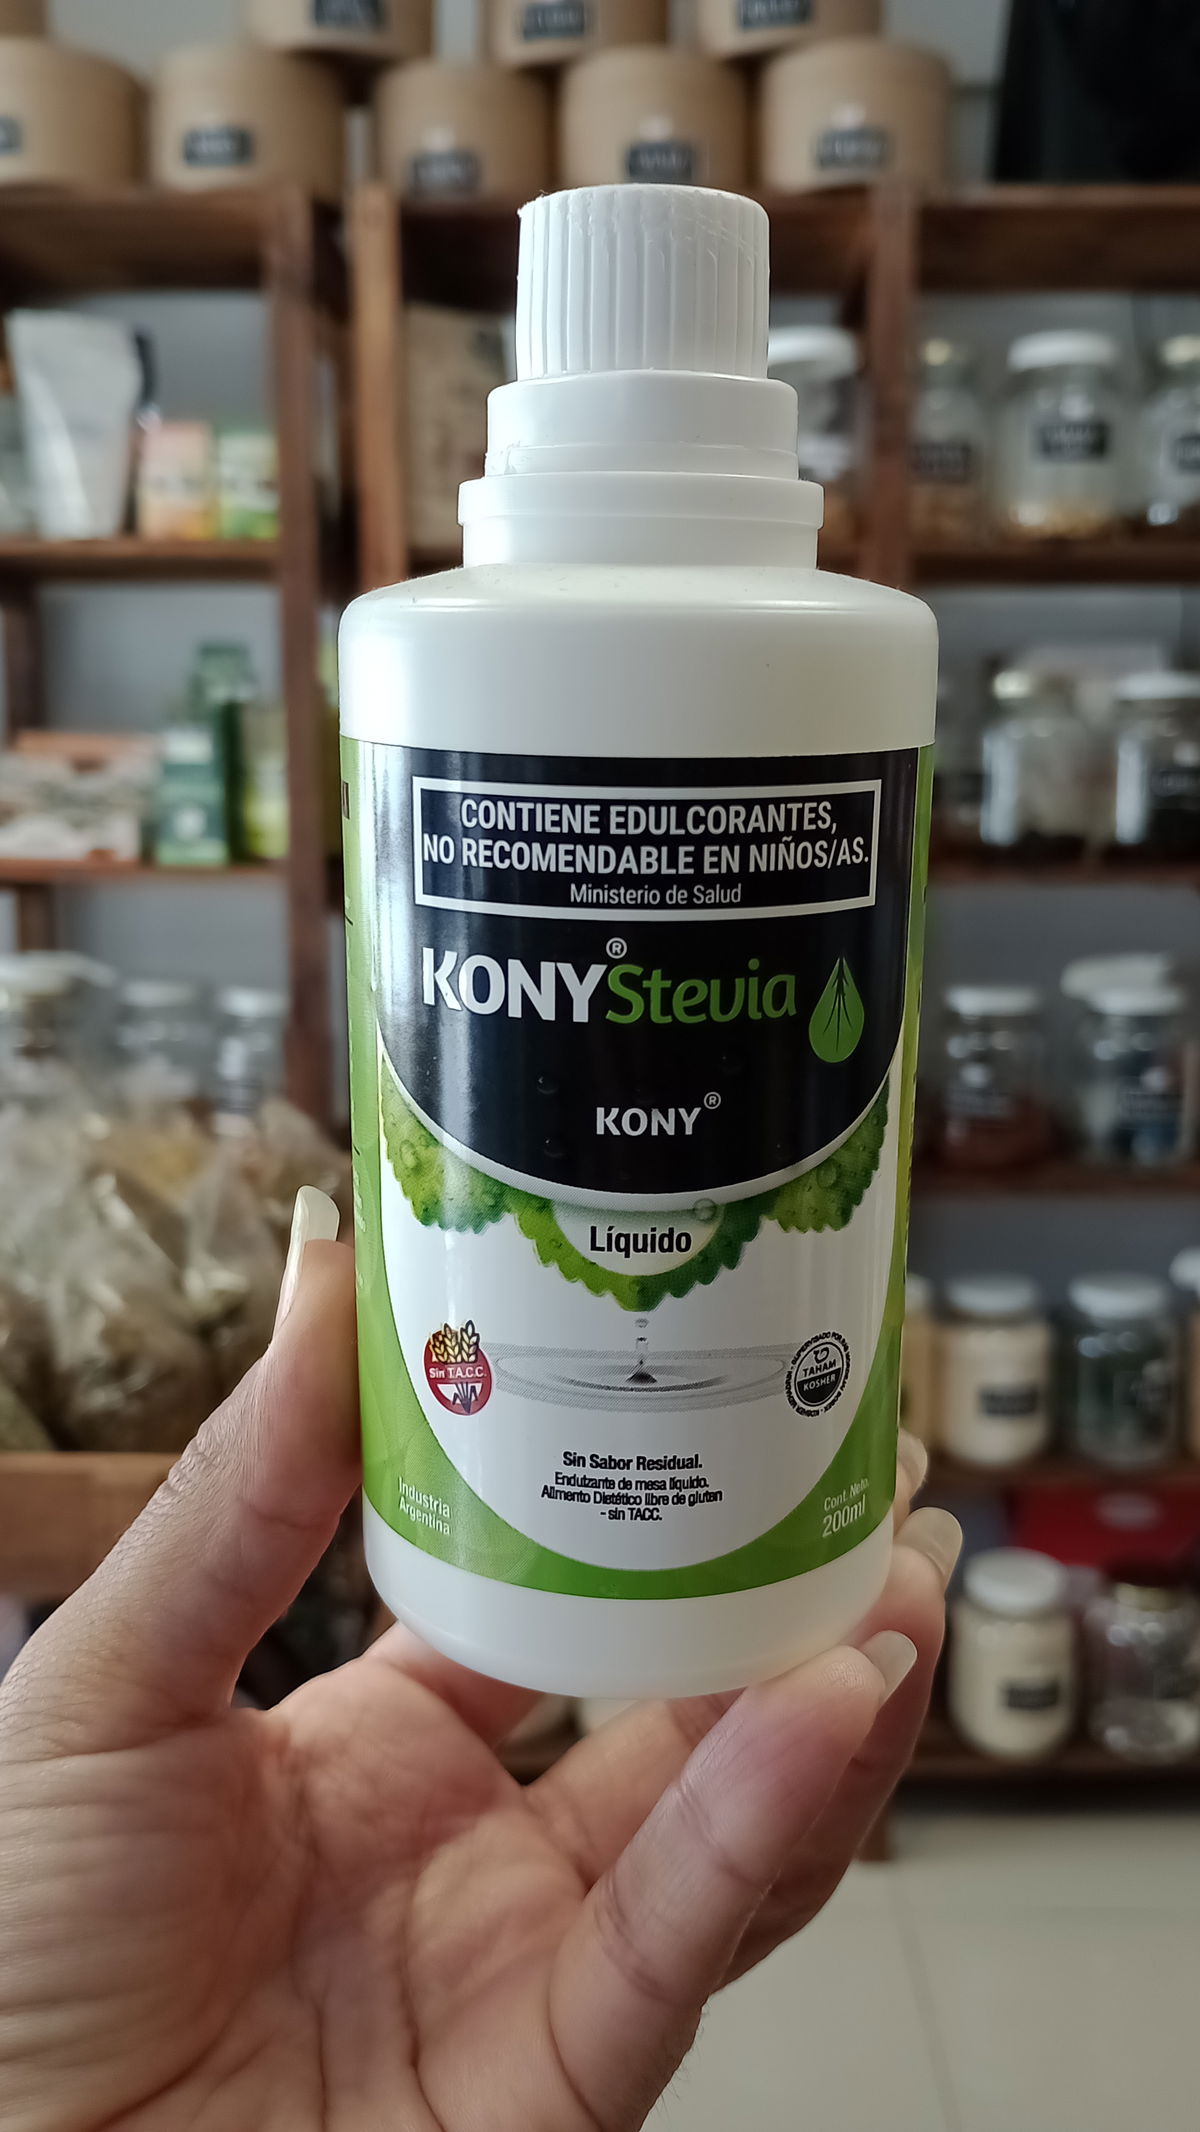 CONTIENE EDULCORANTES,
NO RECOMENDABLE EN NIÑOS/AS.
Ministerio de Salud
KONY®Stevia
KONY®
Líquido
Sin T.A.C.C.
TAHAM
KOSHER
Sin Sabor Residual.
Endulzante de mesa líquido.
Alimento Dietético libre de gluten
- sin TACC.
Industria
Argentina
Cont. Neto.
200ml